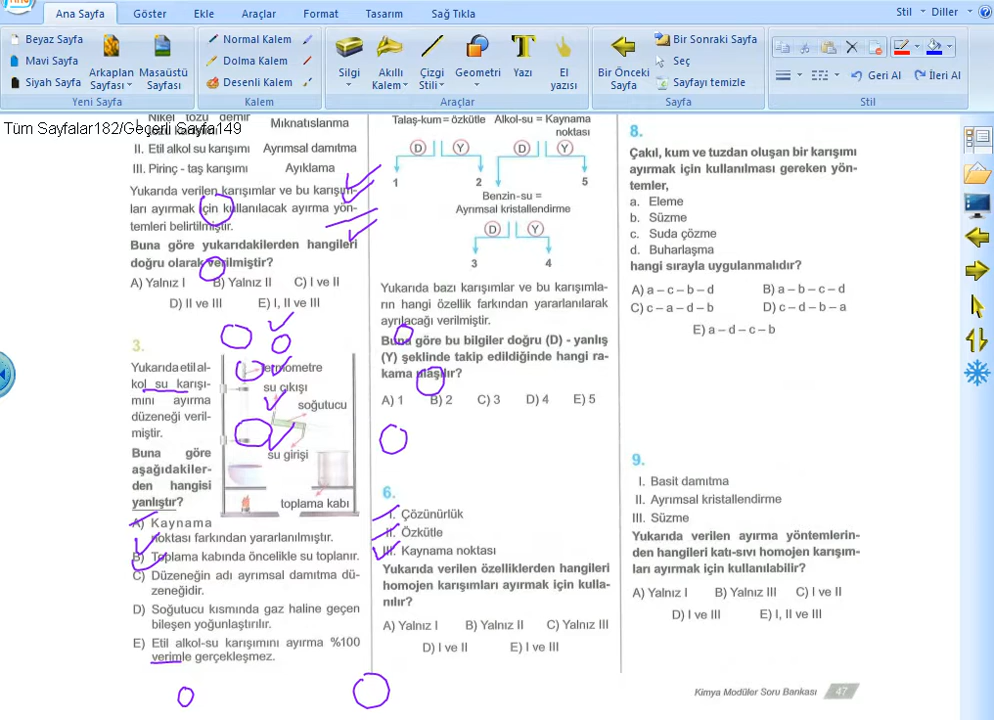 Ana Sayfa
Göster
Ekle
Araçlar
Format
Tasarım
Sağ Tıkla
Stil
Diller
Beyaz Sayfa
Mavi Sayfa
Siyah Sayfa
Arkaplan Sayfası
Masaüstü Sayfası
Yeni Sayfa
Normal Kalem
Dolma Kalem
Desenli Kalem
Kalem
Silgi
Akıllı Kalem
Çizgi Stili
Geometri
Yazı
El yazısı
Araçlar
Bir Önceki Sayfa
Bir Sonraki Sayfa
Seç
Sayfayı temizle
Sayfa
Geri Al
İleri Al
Stil
Tüm Sayfalar182/Geçerli Sayfa149
Nikel tozu demir
Mıknatıslanma
II. Etil alkol su karışımı Ayrımsal damıtma
III. Pirinç - taş karışımı Ayıklama
Yukarıda verilen karışımlar ve bu karışım-
ları ayırmak için kullanılacak ayırma yön-
temleri belirtilmiştir.
Buna göre yukarıdakilerden hangileri
doğru olarak verilmiştir?
A) Yalnız I B) Yalnız II C) I ve II
D) II ve III E) I, II ve III
3.
Yukarıda etil al-
kol su karışı-
mını ayırma
düzeneği veril-
miştir.
Buna göre
aşağıdakiler-
den hangisi
yanlıştır?
termometre
su çıkışı
soğutucu
su girişi
toplama kabı
A) Kaynama
noktası farkından yararlanılmıştır.
B) Toplama kabında öncelikle su toplanır.
C) Düzeneğin adı ayrımsal damıtma dü-
zeneğidir.
D) Soğutucu kısmında gaz haline geçen
bileşen yoğunlaştırılır.
E) Etil alkol-su karışımını ayırma %100
verimle gerçekleşmez.
Talaş-kum = özkütle Alkol-su = Kaynama
noktası
D Y D Y
1 2 5
Benzin-su =
Ayrımsal kristallendirme
D Y
3 4
Yukarıda bazı karışımlar ve bu karışımla-
rın hangi özellik farkından yararlanılarak
ayrılacağı verilmiştir.
Buna göre bu bilgiler doğru (D) - yanlış
(Y) şeklinde takip edildiğinde hangi ra-
kama ulaşılır?
A) 1 B) 2 C) 3 D) 4 E) 5
6.
I. Çözünürlük
II. Özkütle
III. Kaynama noktası
Yukarıda verilen özelliklerden hangileri
homojen karışımları ayırmak için kulla-
nılır?
A) Yalnız I B) Yalnız II C) Yalnız III
D) I ve II E) I ve III
8.
Çakıl, kum ve tuzdan oluşan bir karışımı
ayırmak için kullanılması gereken yön-
temler,
a. Eleme
b. Süzme
c. Suda çözme
d. Buharlaşma
hangi sırayla uygulanmalıdır?
A) a – c – b – d B) a – b – c – d
C) c – a – d – b D) c – d – b – a
E) a – d – c – b
9.
I. Basit damıtma
II. Ayrımsal kristallendirme
III. Süzme
Yukarıda verilen ayırma yöntemlerin-
den hangileri katı-sıvı homojen karışım-
ları ayırmak için kullanılabilir?
A) Yalnız I B) Yalnız III C) I ve II
D) I ve III E) I, II ve III
Kimya Modüler Soru Bankası 47